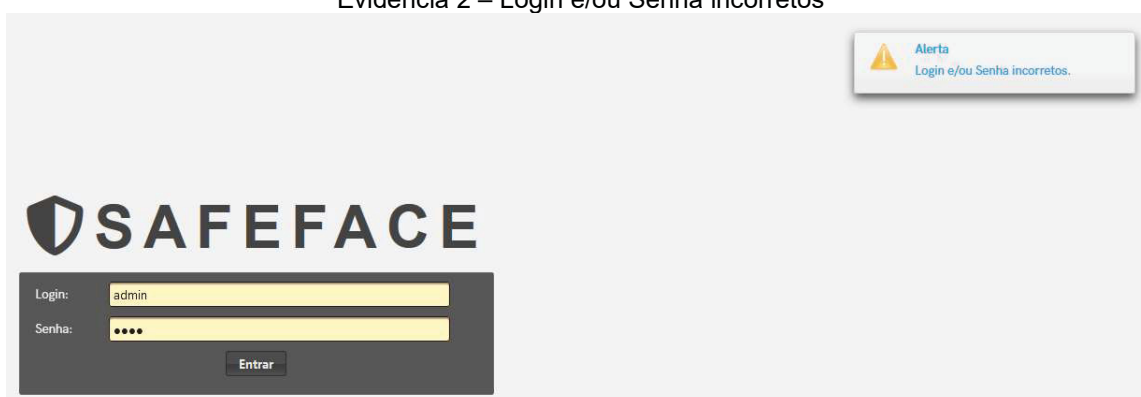 Evidência 2 – Login e/ou Senha incorretos
Alerta
Login e/ou Senha incorretos.
SAFEFACE
Login: admin
Senha: ••••
Entrar